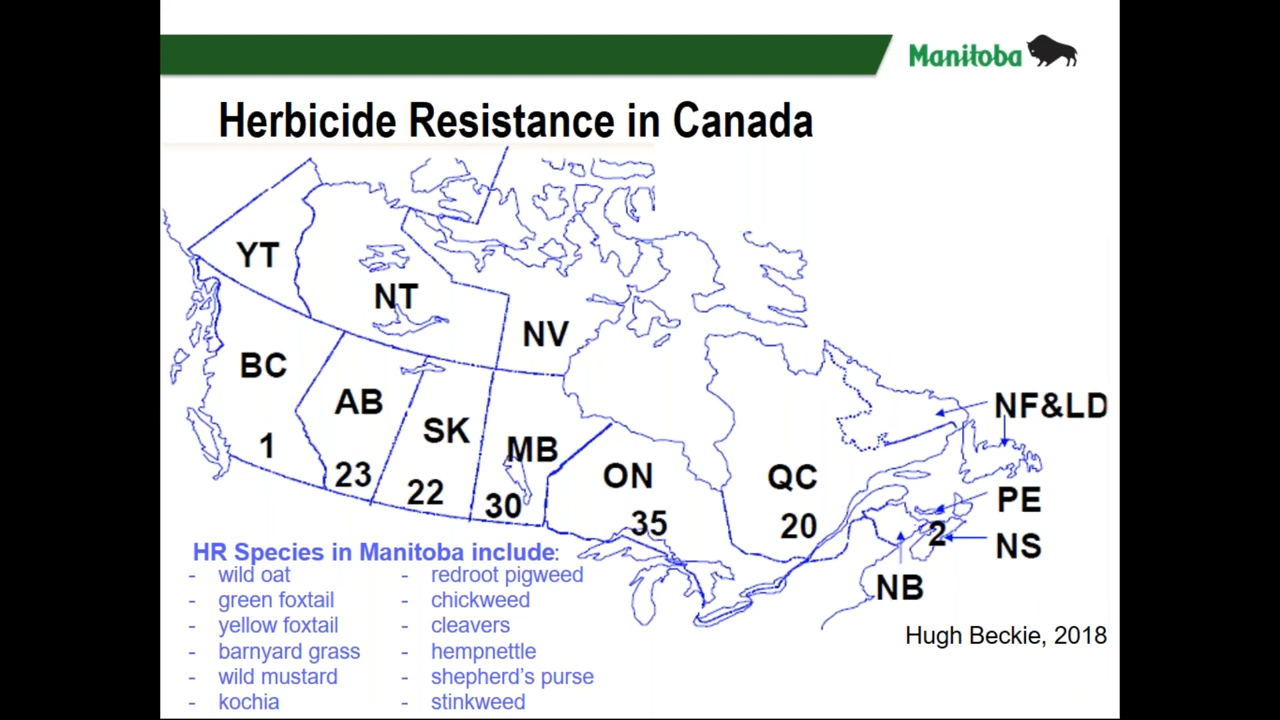 Manitoba
Herbicide Resistance in Canada
YT
NT
NV
BC
AB
SK
MB
ON
QC
NF&LD
PE
NS
NB
1
23
22
30
35
20
2
HR Species in Manitoba include:
- wild oat
- green foxtail
- yellow foxtail
- barnyard grass
- wild mustard
- kochia
- redroot pigweed
- chickweed
- cleavers
- hempnettle
- shepherd's purse
- stinkweed
Hugh Beckie, 2018